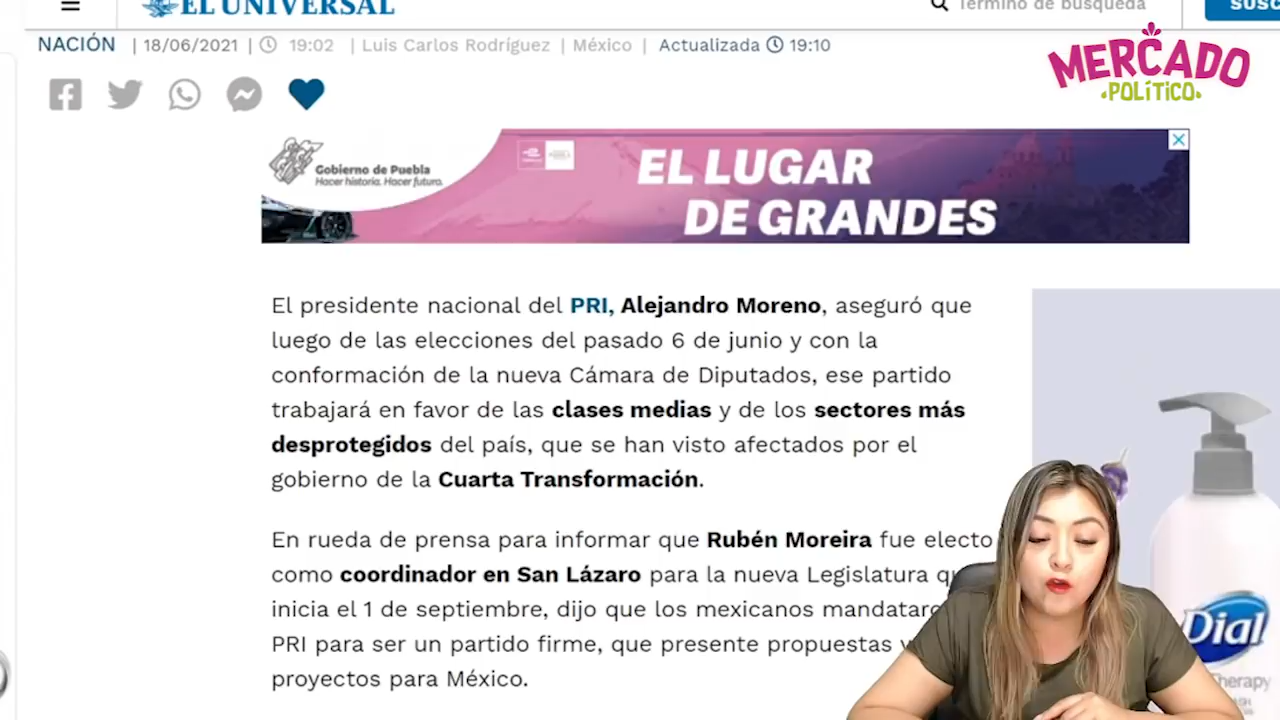 EL UNIVERSAL
Término de búsqueda
SUSC
NACIÓN | 18/06/2021 | 19:02 | Luis Carlos Rodríguez | México | Actualizada 19:10
MERCADO
POLÍTICO
Gobierno de Puebla
Hacer historia. Hacer futuro.
EL LUGAR
DE GRANDES
El presidente nacional del PRI, Alejandro Moreno, aseguró que
luego de las elecciones del pasado 6 de junio y con la
conformación de la nueva Cámara de Diputados, ese partido
trabajará en favor de las clases medias y de los sectores más
desprotegidos del país, que se han visto afectados por el
gobierno de la Cuarta Transformación.
En rueda de prensa para informar que Rubén Moreira fue electo
como coordinador en San Lázaro para la nueva Legislatura q
inicia el 1 de septiembre, dijo que los mexicanos mandataro
PRI para ser un partido firme, que presente propuestas y
proyectos para México.
Dial
Therapy